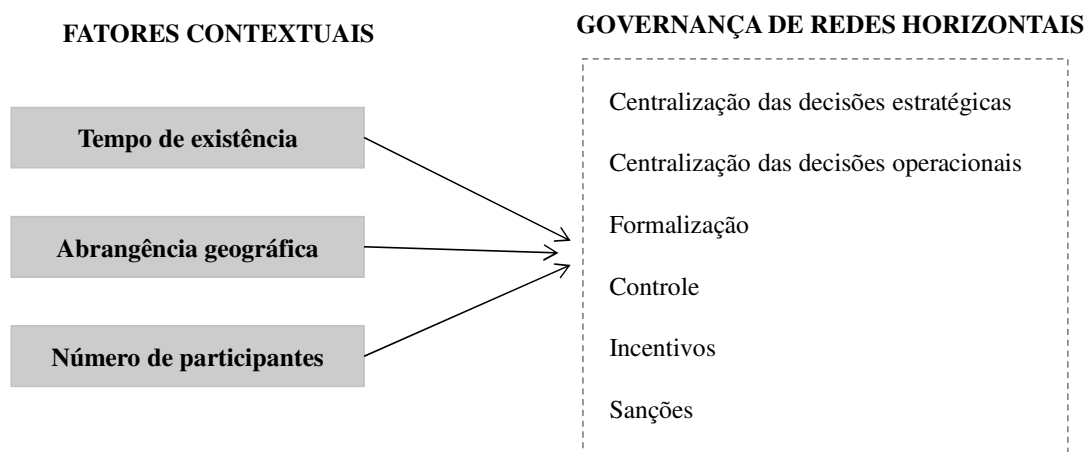 FATORES CONTEXTUAIS
Tempo de existência
Abrangência geográfica
Número de participantes
GOVERNANÇA DE REDES HORIZONTAIS
Centralização das decisões estratégicas
Centralização das decisões operacionais
Formalização
Controle
Incentivos
Sanções